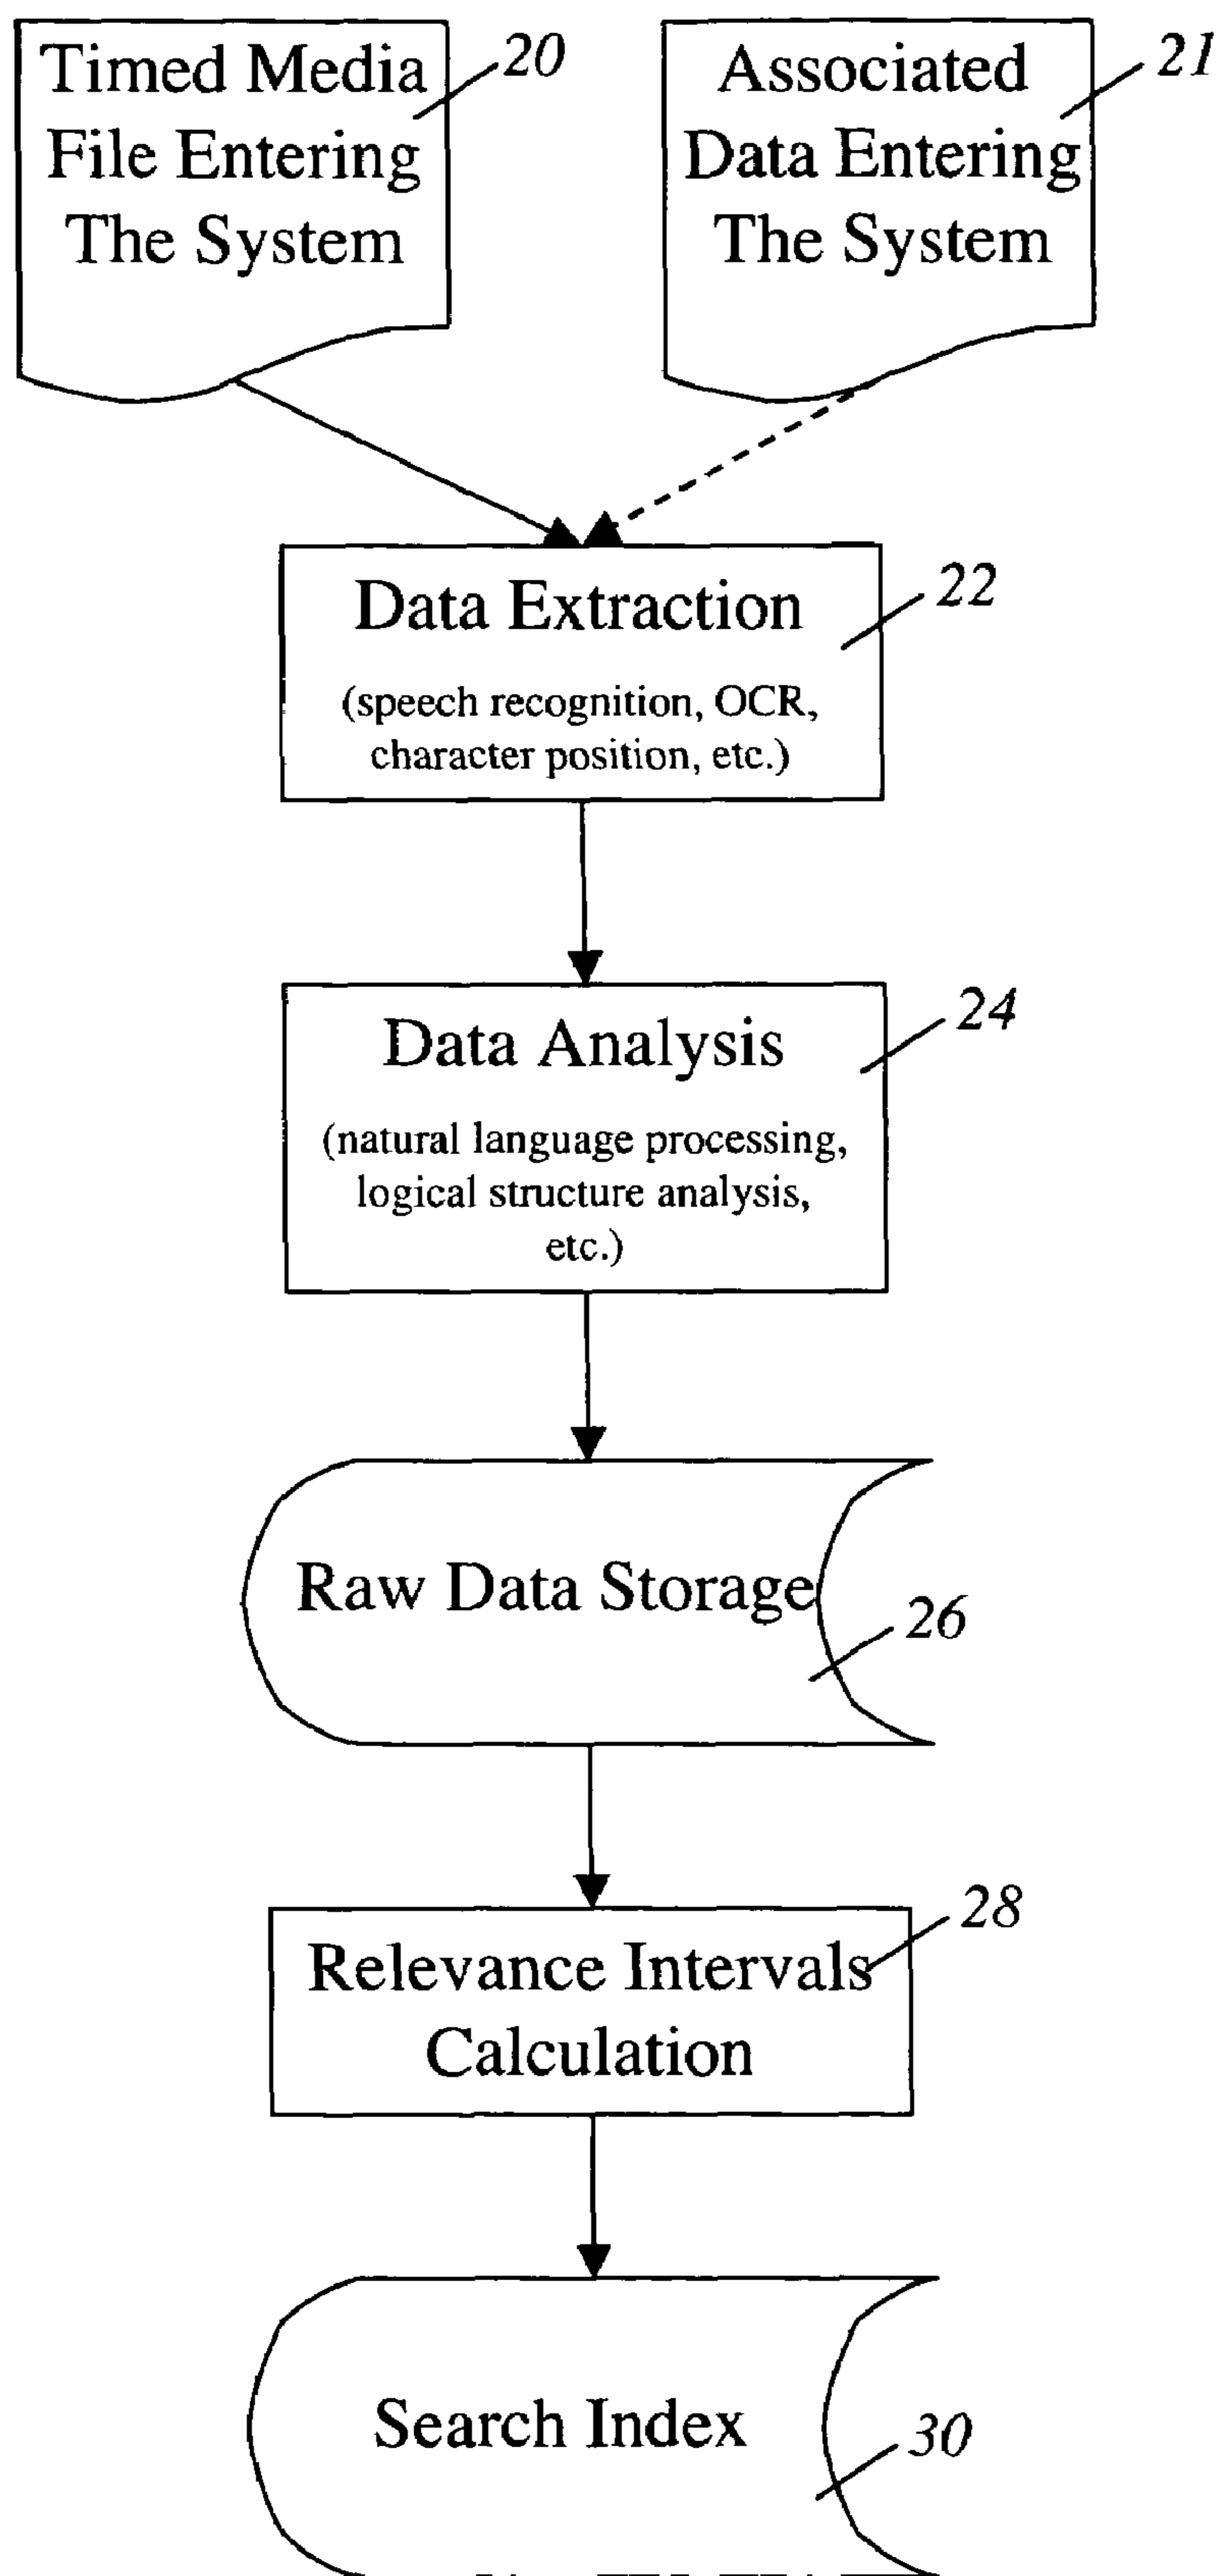 Timed Media
File Entering
The System
20
Associated
Data Entering
The System
21
Data Extraction
(speech recognition, OCR,
character position, etc.)
22
Data Analysis
(natural language processing,
logical structure analysis,
etc.)
24
Raw Data Storage
26
Relevance Intervals
Calculation
28
Search Index
30